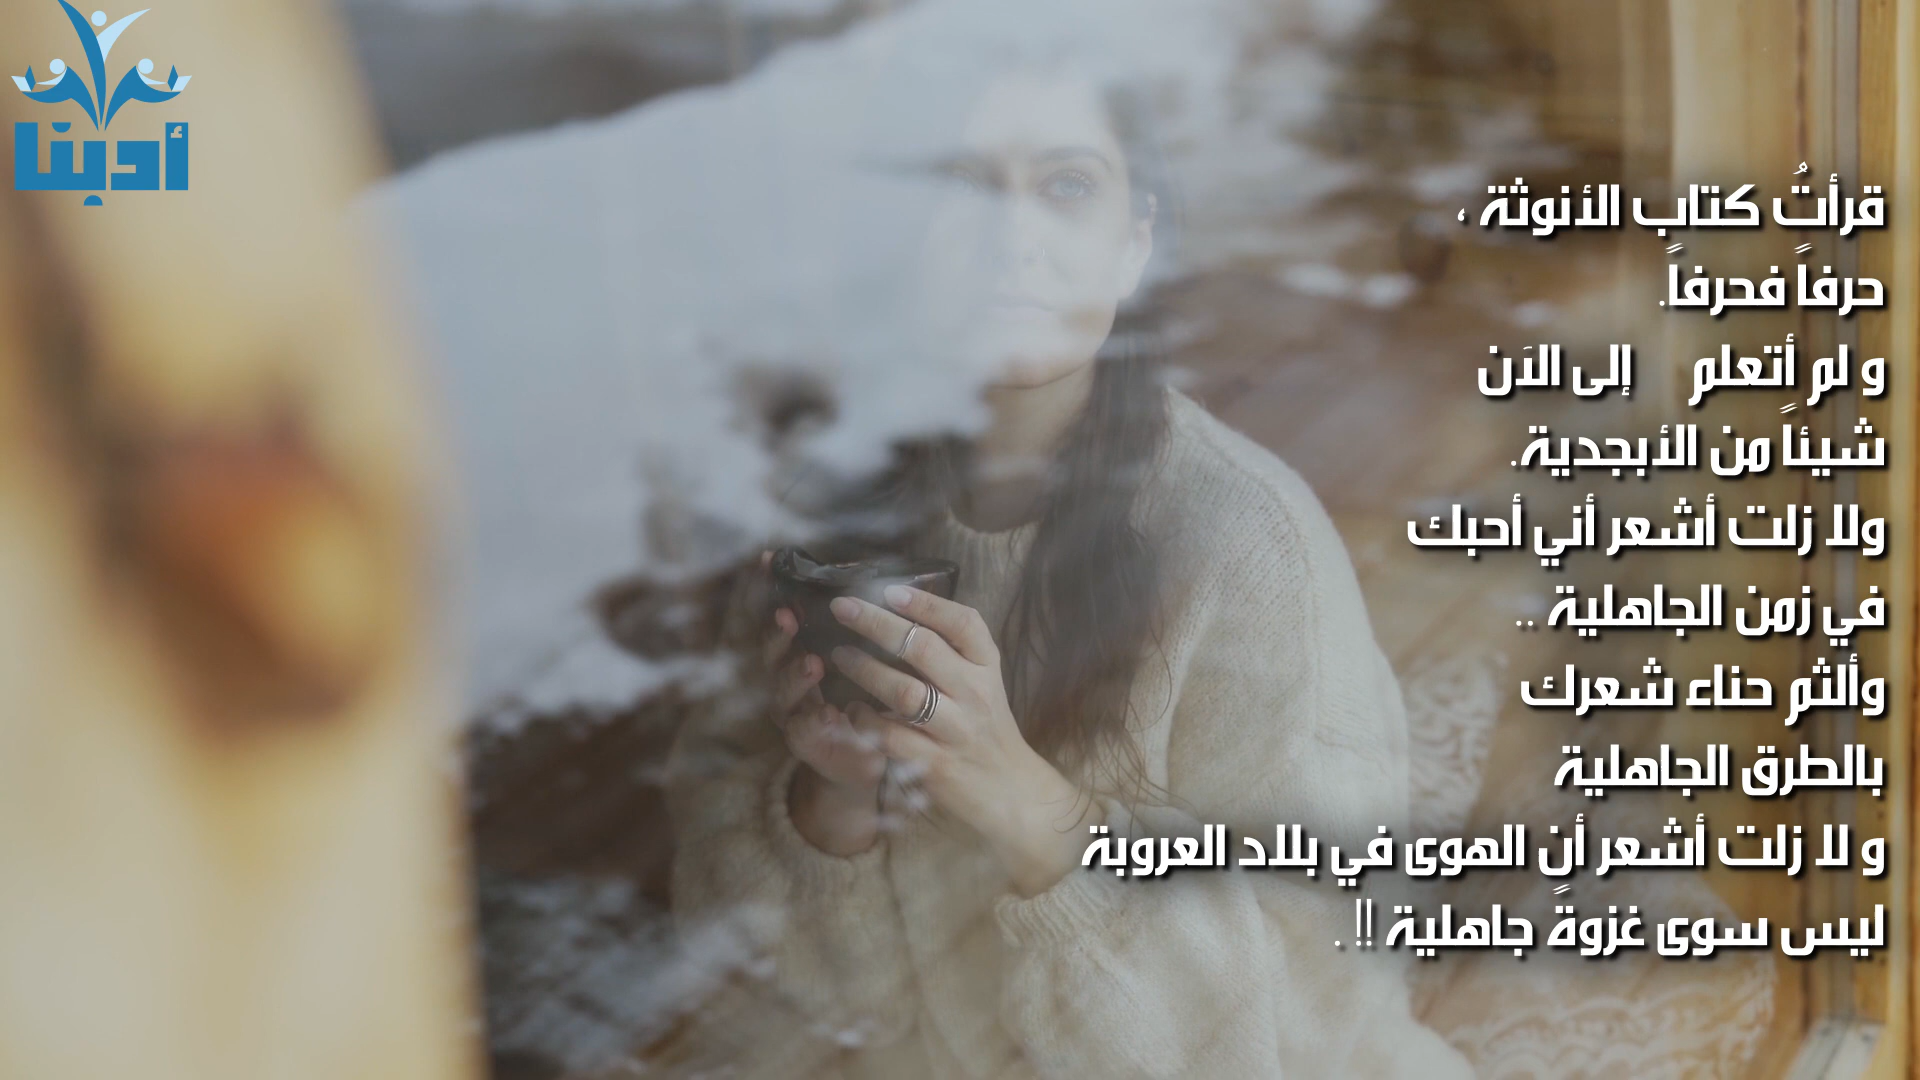 أدبنا
قرأتُ كتاب الأنوثة ،
حرفاً فحرفاً.
و لم أتعلم إلى الآن
شيئاً من الأبجدية.
ولا زلت أشعر أني أحبك
في زمن الجاهلية ..
وألثم حناء شعرك
بالطرق الجاهلية
و لا زلت أشعر أن الهوى في بلاد العروبة
ليس سوى غزوةً جاهلية !! .